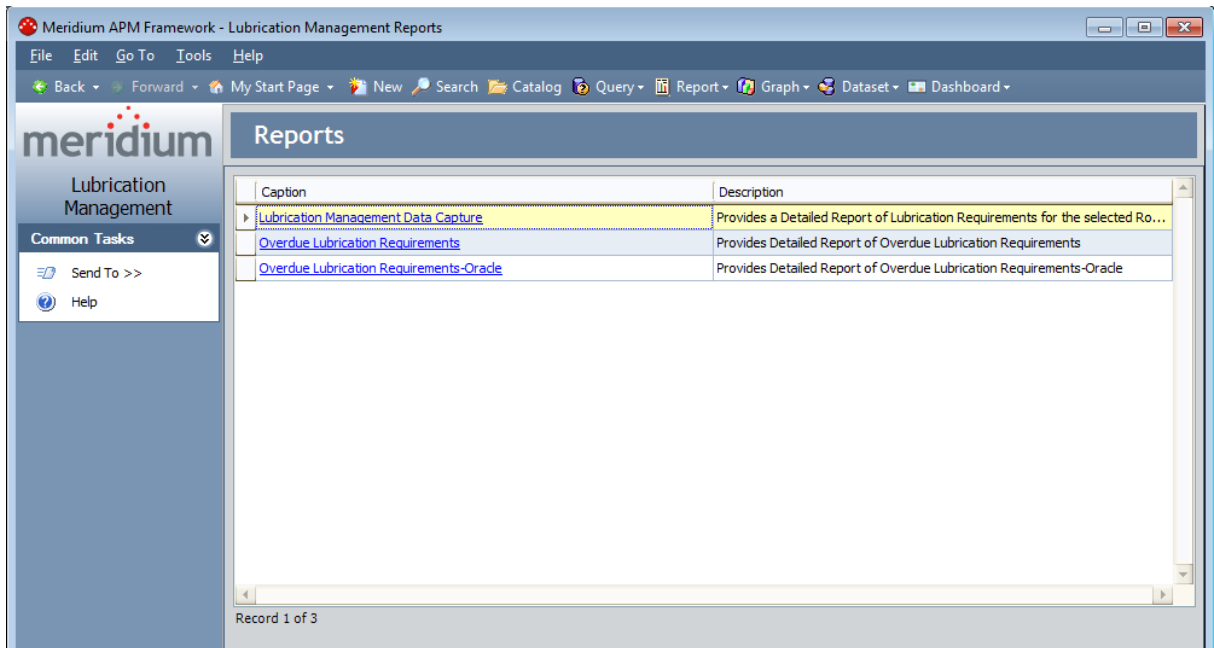 Meridium APM Framework - Lubrication Management Reports
File Edit Go To Tools Help
Back Forward My Start Page New Search Catalog Query Report Graph Dataset Dashboard
meridium
Reports
Lubrication
Management
Common Tasks
Send To >>
Help
Caption Description
Lubrication Management Data Capture Provides a Detailed Report of Lubrication Requirements for the selected Ro...
Overdue Lubrication Requirements Provides Detailed Report of Overdue Lubrication Requirements
Overdue Lubrication Requirements-Oracle Provides Detailed Report of Overdue Lubrication Requirements-Oracle
Record 1 of 3